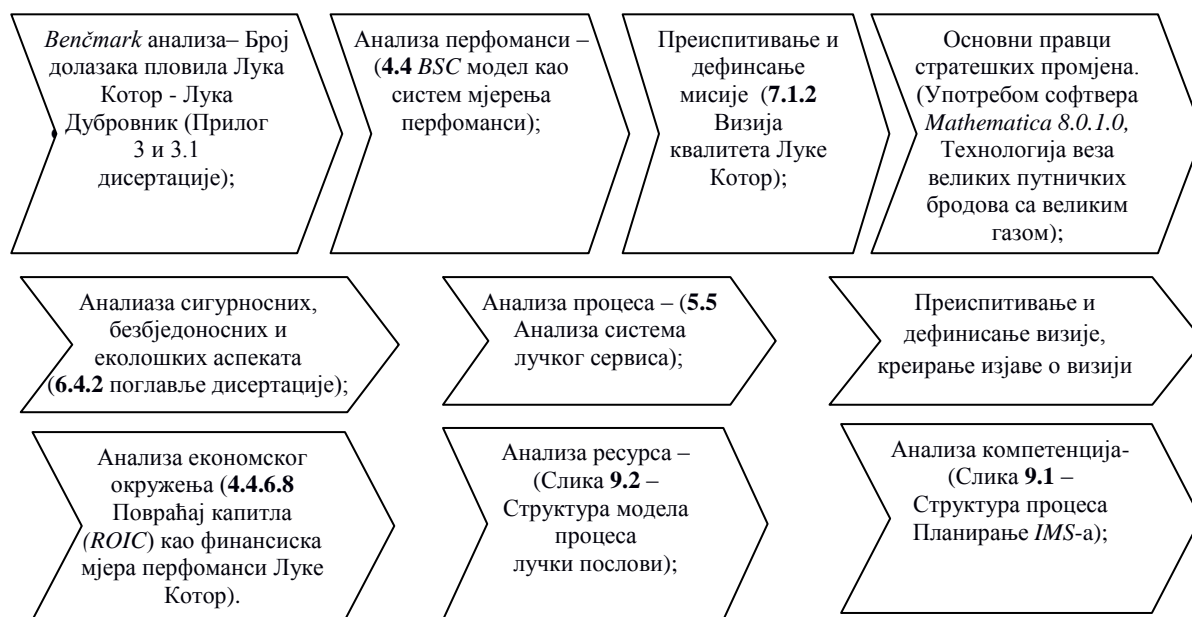 Benčmark анализа– Број
долазака пловила Лука
Котор - Лука
Дубровник (Прилог
3 и 3.1
дисертације);
Анализа перфоманси –
(4.4 BSC модел као
систем мјерења
перфоманси);
Преиспитивање и
дефинсање
мисије (7.1.2
Визија
квалитета Луке
Котор);
Основни правци
стратешких промјена.
(Употребом софтвера
Mathematica 8.0.1.0,
Технологија веза
великих путничких
бродова са великим
газом);
Аналиаза сигурносних,
безбједоносних и
еколошких аспеката
(6.4.2 поглавље дисертације);
Анализа процеса – (5.5
Анализа система
лучког сервиса);
Преиспитивање и
дефинисање визије,
креирање изјаве о визији
Анализа економског
окружења (4.4.6.8
Повраћај капитла
(ROIC) као финансиска
мјера перфоманси Луке
Котор).
Анализа ресурса –
(Слика 9.2 –
Структура модела
процеса
лучки послови);
Анализа компетенција-
(Слика 9.1 –
Структура процеса
Планирање IMS-а);